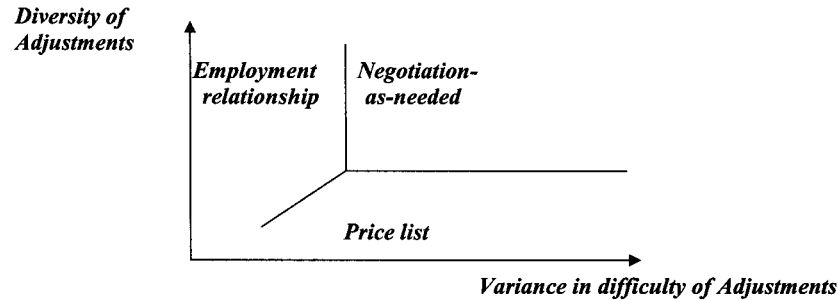 Diversity of
Adjustments
Employment
relationship
Negotiation-
as-needed
Price list
Variance in difficulty of Adjustments